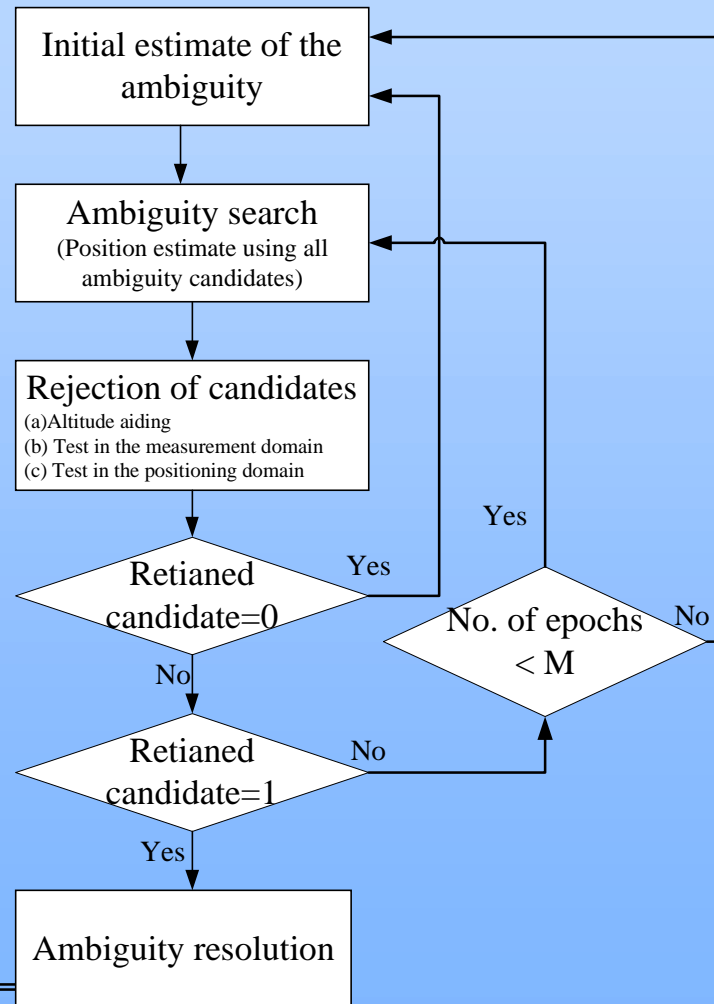 Initial estimate of the
ambiguity
Ambiguity search
(Position estimate using all
ambiguity candidates)
Rejection of candidates
(a)Altitude aiding
(b) Test in the measurement domain
(c) Test in the positioning domain
Yes
Retianed
candidate=0
Yes
No. of epochs
< M
No
No
Retianed
candidate=1
No
Yes
Ambiguity resolution